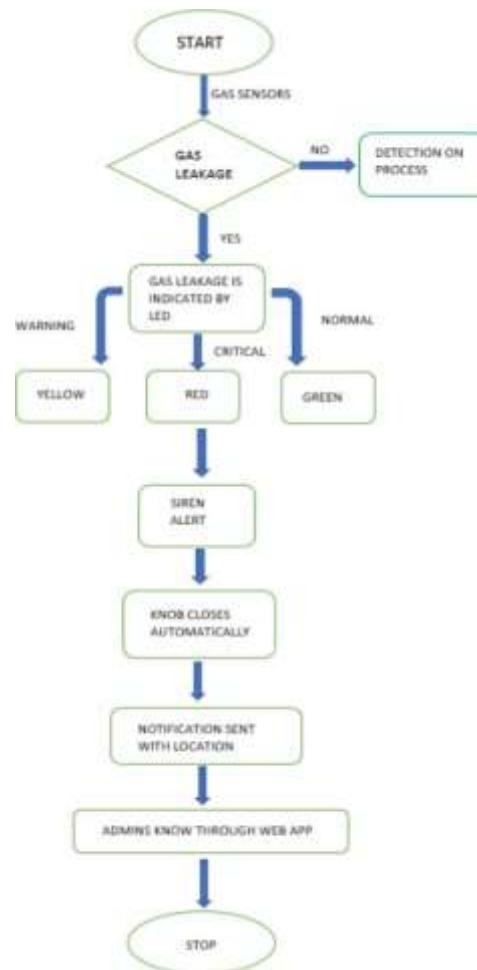 START
GAS SENSORS
GAS
LEAKAGE
NO
DETECTION ON
PROCESS
YES
GAS LEAKAGE IS
INDICATED BY
LED
WARNING
CRITICAL
NORMAL
YELLOW
RED
GREEN
SIREN
ALERT
KNOB CLOSES
AUTOMATICALLY
NOTIFICATION SENT
WITH LOCATION
ADMINS KNOW THROUGH WEB APP
STOP